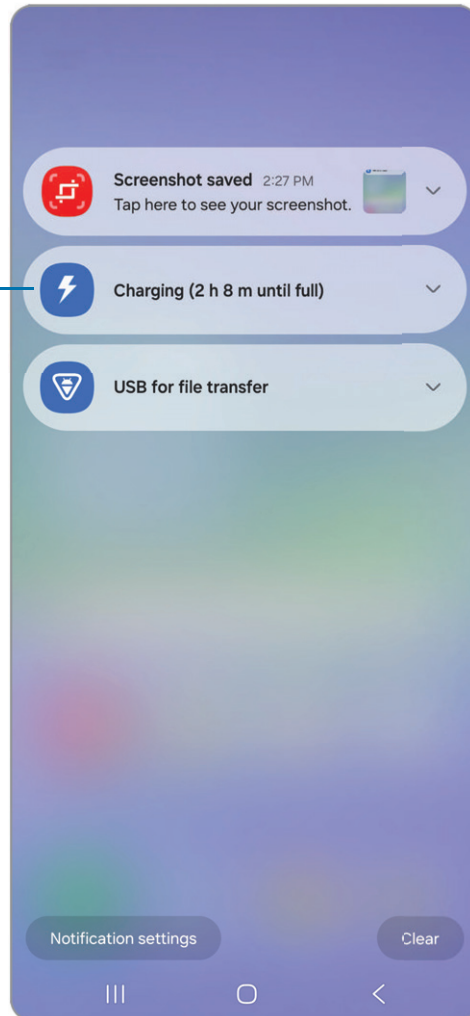 Screenshot saved 2:27 PM
Tap here to see your screenshot.
Charging (2 h 8 m until full)
USB for file transfer
Notification settings
Clear